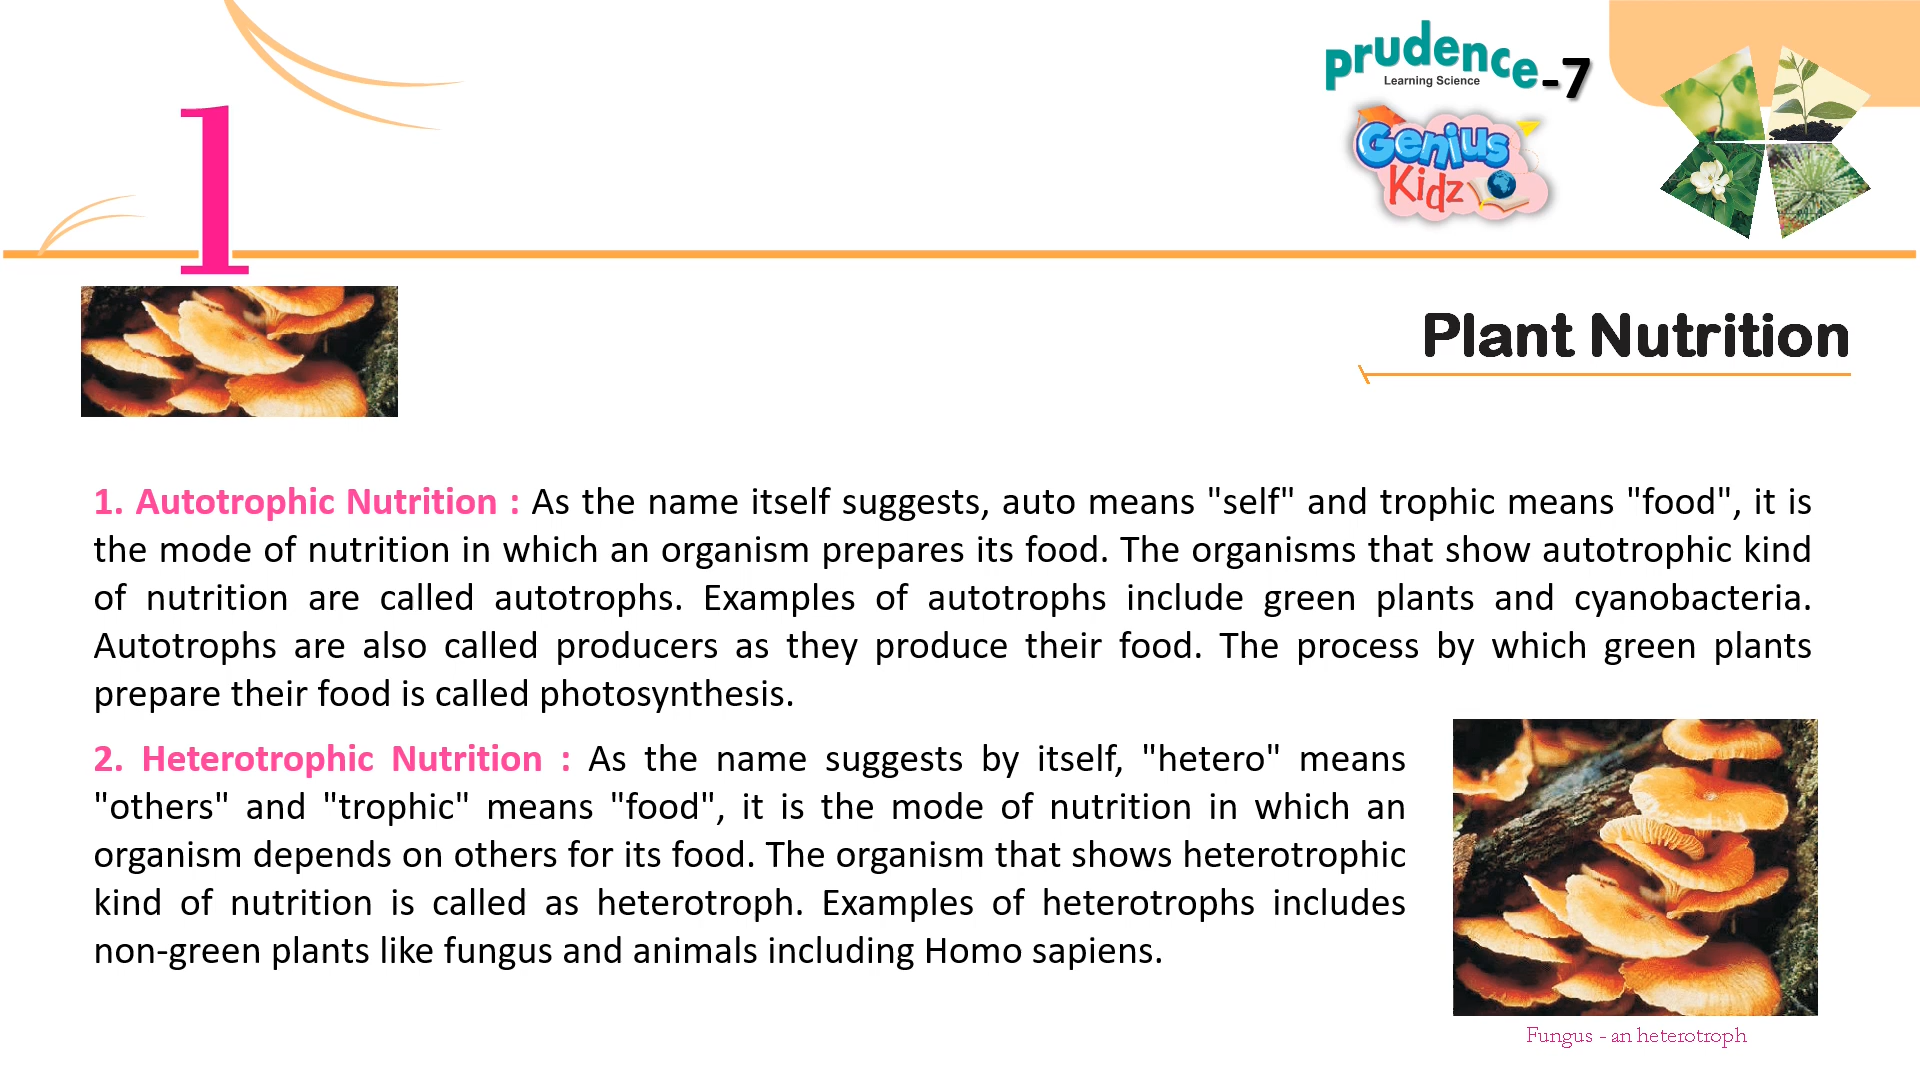 prudence-7
Learning Science
Genius
Kidz
1
Plant Nutrition
1. Autotrophic Nutrition : As the name itself suggests, auto means "self" and trophic means "food", it is
the mode of nutrition in which an organism prepares its food. The organisms that show autotrophic kind
of nutrition are called autotrophs. Examples of autotrophs include green plants and cyanobacteria.
Autotrophs are also called producers as they produce their food. The process by which green plants
prepare their food is called photosynthesis.
2. Heterotrophic Nutrition : As the name suggests by itself, "hetero" means
"others" and "trophic" means "food", it is the mode of nutrition in which an
organism depends on others for its food. The organism that shows heterotrophic
kind of nutrition is called as heterotroph. Examples of heterotrophs includes
non-green plants like fungus and animals including Homo sapiens.
Fungus - an heterotroph